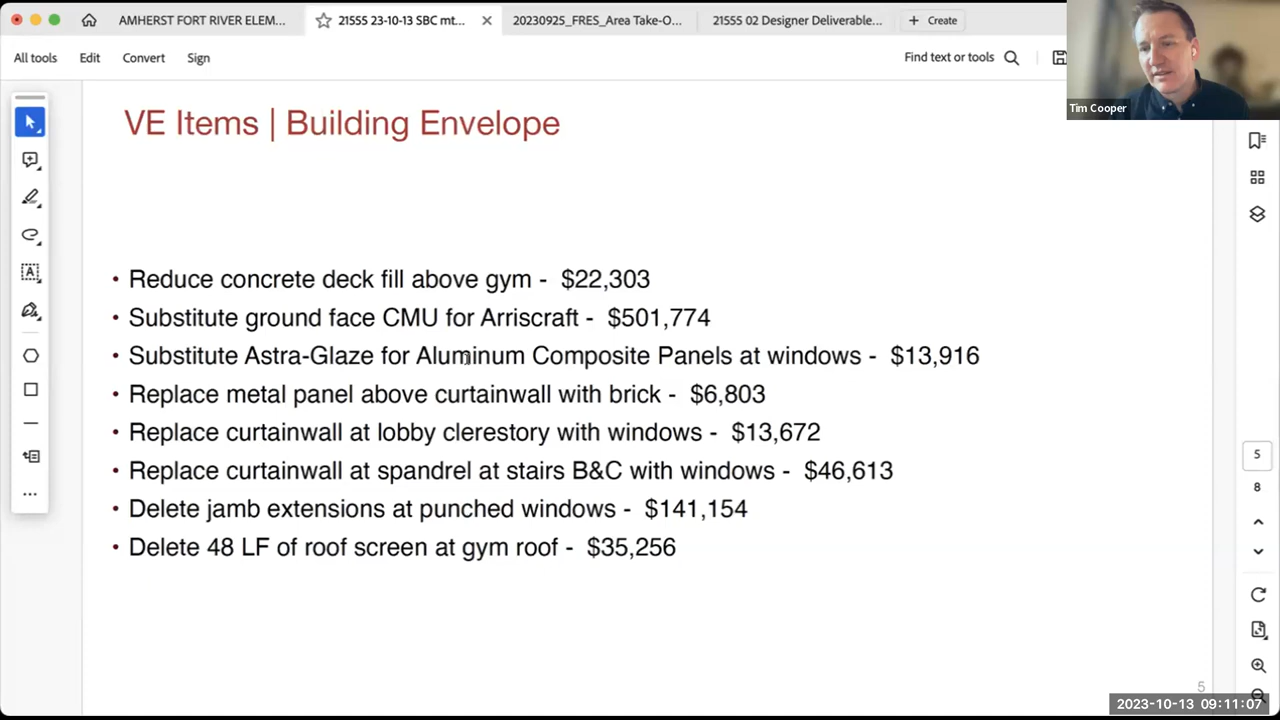 AMHERST FORT RIVER ELEM...
21555 23-10-13 SBC mt...
20230925_FRES_Area Take-O...
21555 02 Designer Deliverable...
+ Create
All tools
Edit
Convert
Sign
Find text or tools
Tim Cooper
VE Items | Building Envelope
• Reduce concrete deck fill above gym - $22,303
• Substitute ground face CMU for Arriscraft - $501,774
• Substitute Astra-Glaze for Aluminum Composite Panels at windows - $13,916
• Replace metal panel above curtainwall with brick - $6,803
• Replace curtainwall at lobby clerestory with windows - $13,672
• Replace curtainwall at spandrel at stairs B&C with windows - $46,613
• Delete jamb extensions at punched windows - $141,154
• Delete 48 LF of roof screen at gym roof - $35,256
5
8
5
2023-10-13 09:11:07